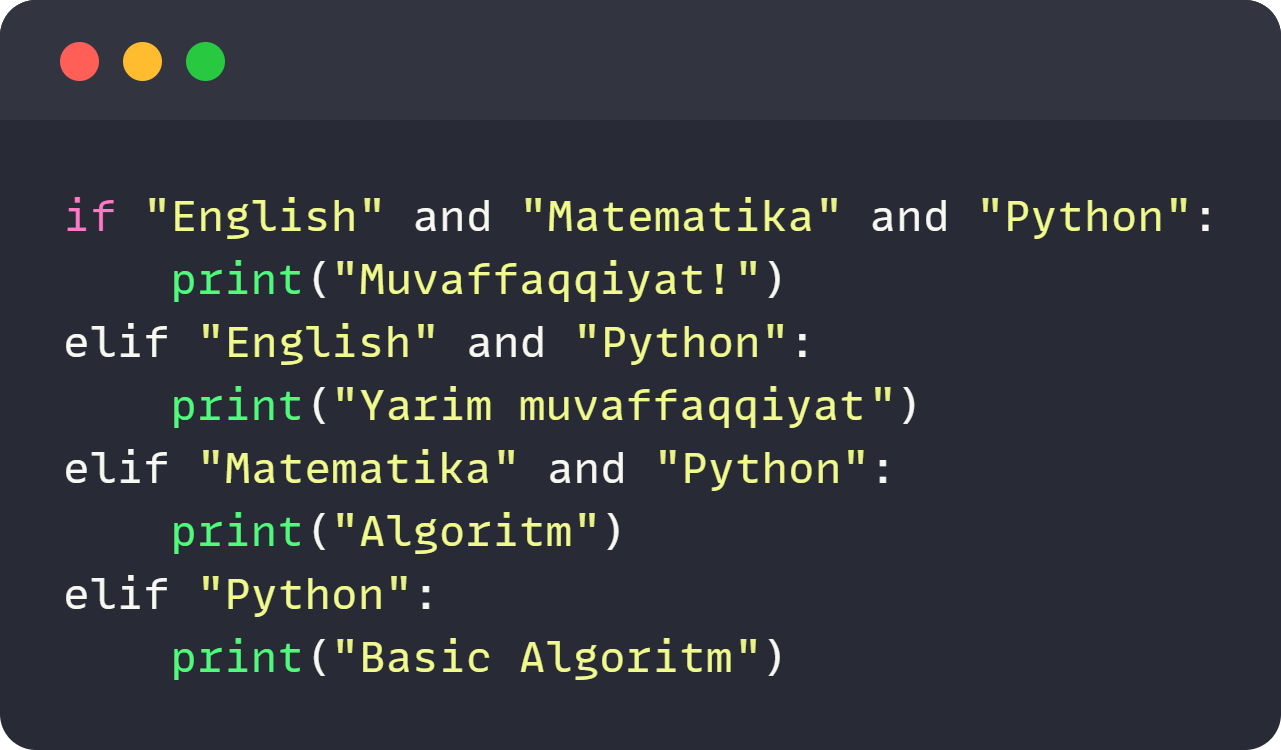 if "English" and "Matematika" and "Python":
    print("Muvaffaqqiyat!")
elif "English" and "Python":
    print("Yarim muvaffaqqiyat")
elif "Matematika" and "Python":
    print("Algoritm")
elif "Python":
    print("Basic Algoritm")